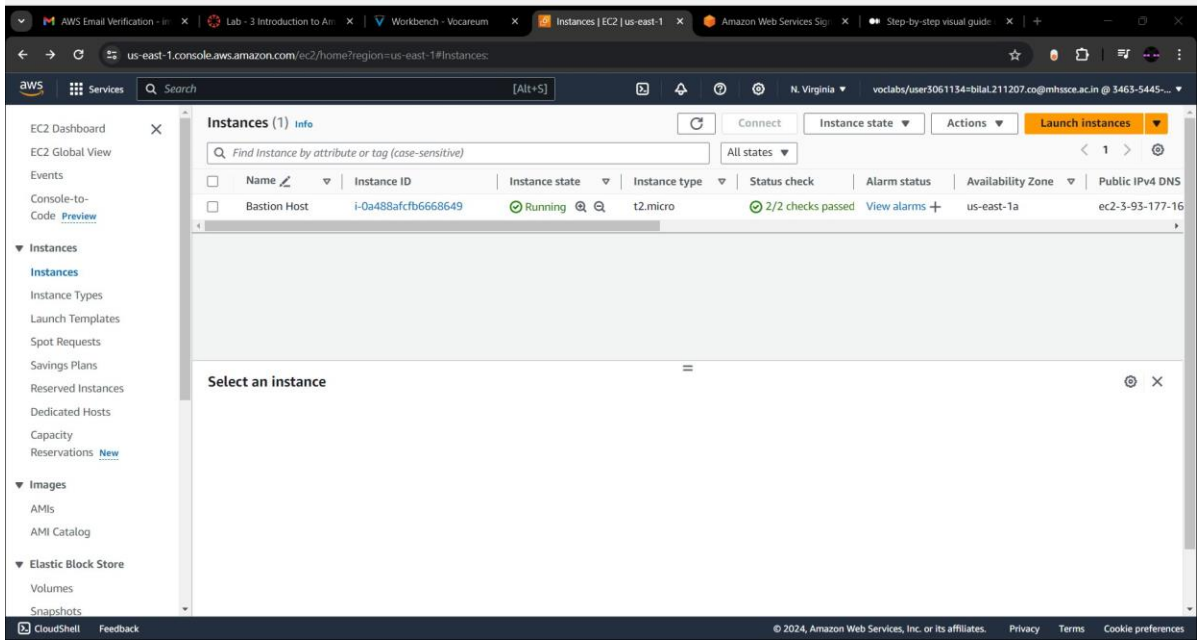 AWS Email Verification - in
Lab - 3 Introduction to Am
Workbench - Vocareum
Instances | EC2 | us-east-1
Amazon Web Services Sig
Step-by-step visual guide
us-east-1.console.aws.amazon.com/ec2/home?region=us-east-1#Instances:
aws
Services
Search
[Alt+S]
N. Virginia
voclabs/user3061134=bilal.211207.co@mhssce.ac.in @ 3463-5445-...
EC2 Dashboard
EC2 Global View
Events
Console-to-
Code Preview
Instances
Instances
Instance Types
Launch Templates
Spot Requests
Savings Plans
Reserved Instances
Dedicated Hosts
Capacity
Reservations New
Images
AMIs
AMI Catalog
Elastic Block Store
Volumes
Snapshots
Instances (1) Info
Connect
Instance state
Actions
Launch instances
Find Instance by attribute or tag (case-sensitive)
All states
1
Name Instance ID Instance state Instance type Status check Alarm status Availability Zone Public IPv4 DNS
Bastion Host i-0a488afcfb6668649 Running t2.micro 2/2 checks passed View alarms + us-east-1a ec2-3-93-177-16
Select an instance
CloudShell Feedback © 2024, Amazon Web Services, Inc. or its affiliates. Privacy Terms Cookie preferences